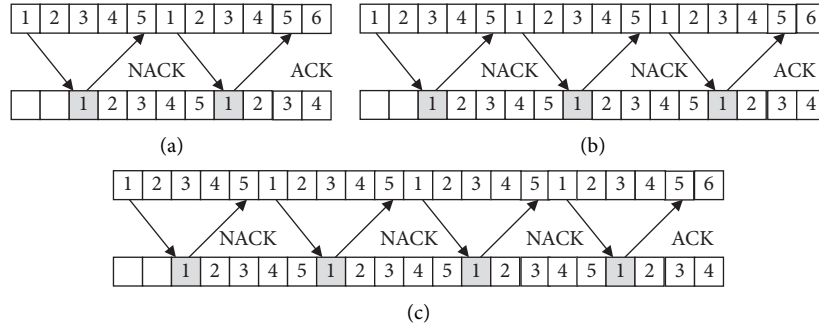 1 2 3 4 5 1 2 3 4 5 6
NACK ACK
1 2 3 4 5 1 2 3 4
(a)
1 2 3 4 5 1 2 3 4 5 1 2 3 4 5 6
NACK NACK ACK
1 2 3 4 5 1 2 3 4 5 1 2 3 4
(b)
1 2 3 4 5 1 2 3 4 5 1 2 3 4 5 1 2 3 4 5 6
NACK NACK NACK ACK
1 2 3 4 5 1 2 3 4 5 1 2 3 4 5 1 2 3 4
(c)